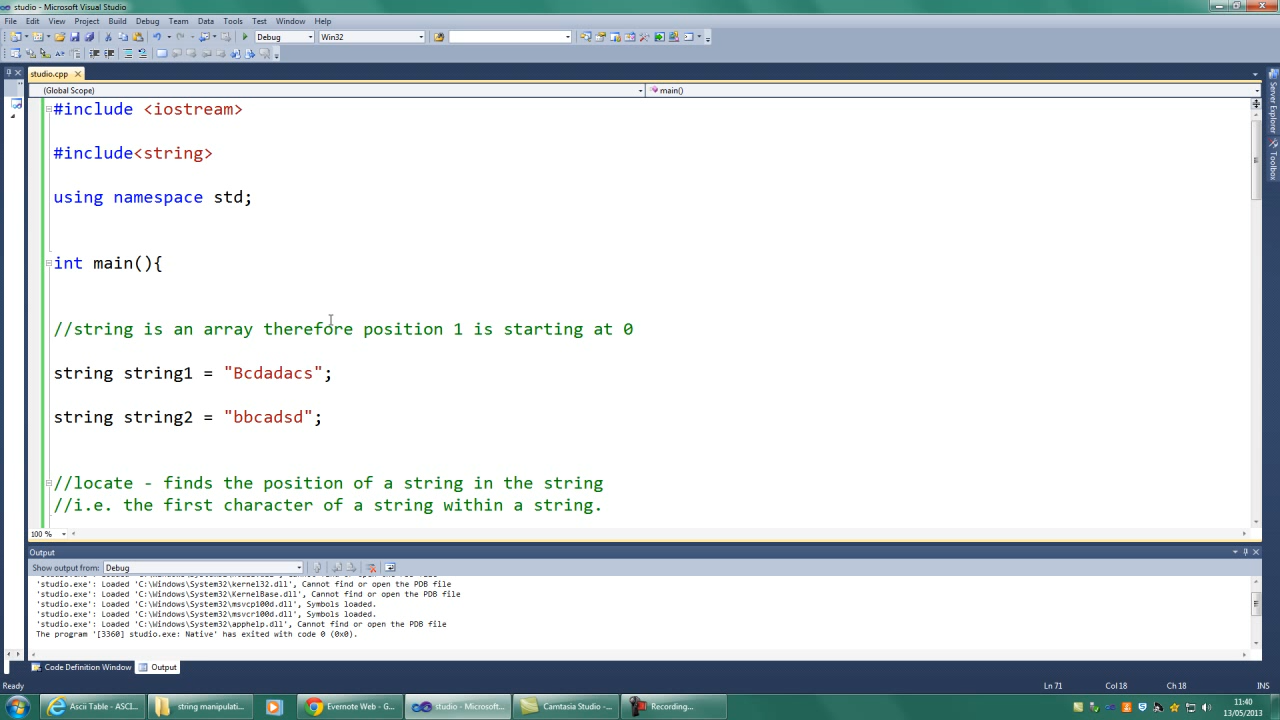 studio - Microsoft Visual Studio
File Edit View Project Build Debug Team Data Tools Test Window Help
Debug Win32
studio.cpp
(Global Scope) main()
#include <iostream>
#include<string>
using namespace std;
int main(){
//string is an array therefore position 1 is starting at 0
string string1 = "Bcdadacs";
string string2 = "bbcadsd";
//locate - finds the position of a string in the string
//i.e. the first character of a string within a string.
100 %
Server Explorer
Toolbox
Output
Show output from: Debug
'studio.exe': Loaded 'C:\Windows\System32\kernel32.dll', Cannot find or open the PDB file
'studio.exe': Loaded 'C:\Windows\System32\KernelBase.dll', Cannot find or open the PDB file
'studio.exe': Loaded 'C:\Windows\System32\msvcp100d.dll', Symbols loaded.
'studio.exe': Loaded 'C:\Windows\System32\msvcr100d.dll', Symbols loaded.
'studio.exe': Loaded 'C:\Windows\System32\apphelp.dll', Cannot find or open the PDB file
The program '[3360] studio.exe: Native' has exited with code 0 (0x0).
Code Definition Window Output
Ready Ln 71 Col 18 Ch 18 INS
Ascii Table - ASCI... string manipulati... Evernote Web - G... studio - Microsoft... Camtasia Studio -... Recording...
11:40
13/05/2013